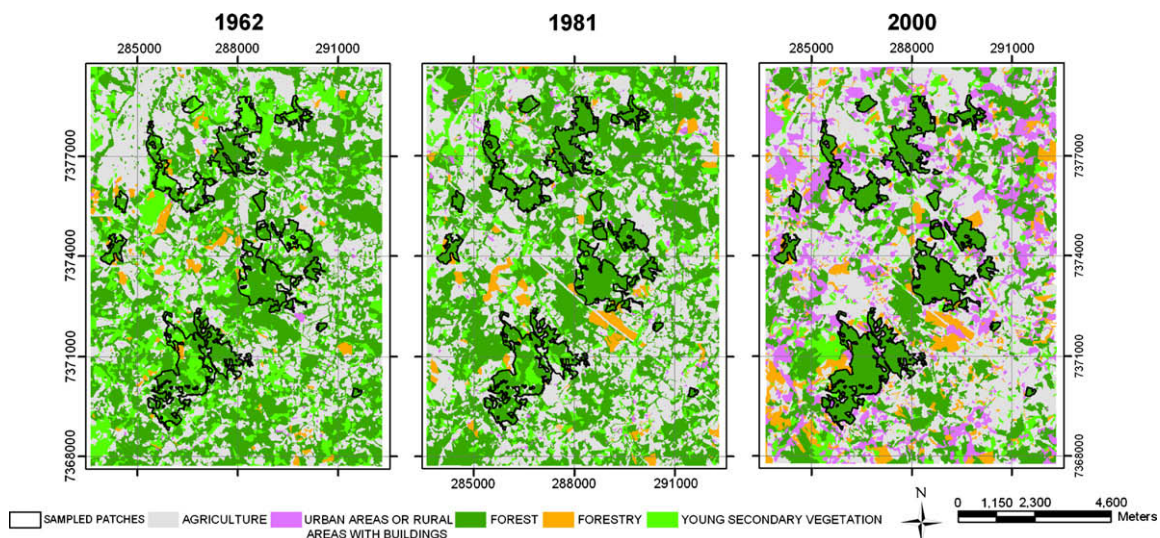 1962 1981 2000
285000 288000 291000 285000 288000 291000
7377000 7377000
7374000 7374000
7371000 7371000
7368000 7368000
285000 288000 291000
N
0 1,150 2,300 4,600
Meters
SAMPLED PATCHES AGRICULTURE URBAN AREAS OR RURAL FOREST FORESTRY YOUNG SECONDARY VEGETATION
AREAS WITH BUILDINGS